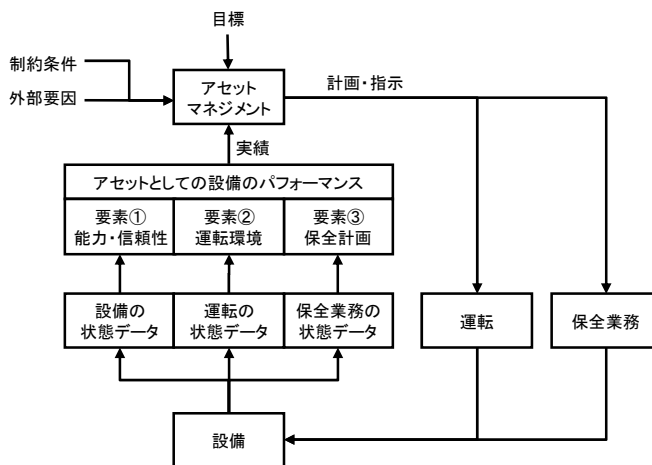 目標
制約条件
外部要因
アセット
マネジメント
計画・指示
実績
アセットとしての設備のパフォーマンス
要素①
能力・信頼性
要素②
運転環境
要素③
保全計画
設備の
状態データ
運転の
状態データ
保全業務の
状態データ
運転
保全業務
設備